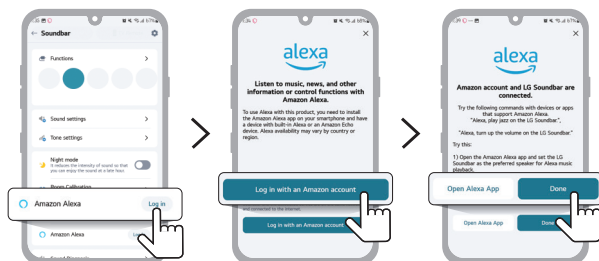 Soundbar
Functions
Sound settings
Tone settings
Night mode
It reduces the intensity of sound so that
you can enjoy the sound at a late hour.
Room Calibration
Amazon Alexa
Log in
Amazon Alexa
alexa
Listen to music, news, and other
information or control functions with
Amazon Alexa.
To use Alexa with this product, you need to install
the Amazon Alexa app on your smartphone and have
a device with built-in Alexa or an Amazon Echo
device. Alexa availability may vary by country or
region.
Log in with an Amazon account
and connected to the internet.
Log in with an Amazon account
alexa
Amazon account and LG Soundbar are
connected.
Try the following commands with devices or apps
that support Amazon Alexa.
"Alexa, play jazz on the LG Soundbar.",
"Alexa, turn up the volume on the LG Soundbar."
Try this:
1) Open the Amazon Alexa app and set the LG
Soundbar as the preferred speaker for Alexa music
playback.
Open Alexa App
Done
Open Alexa App
Done